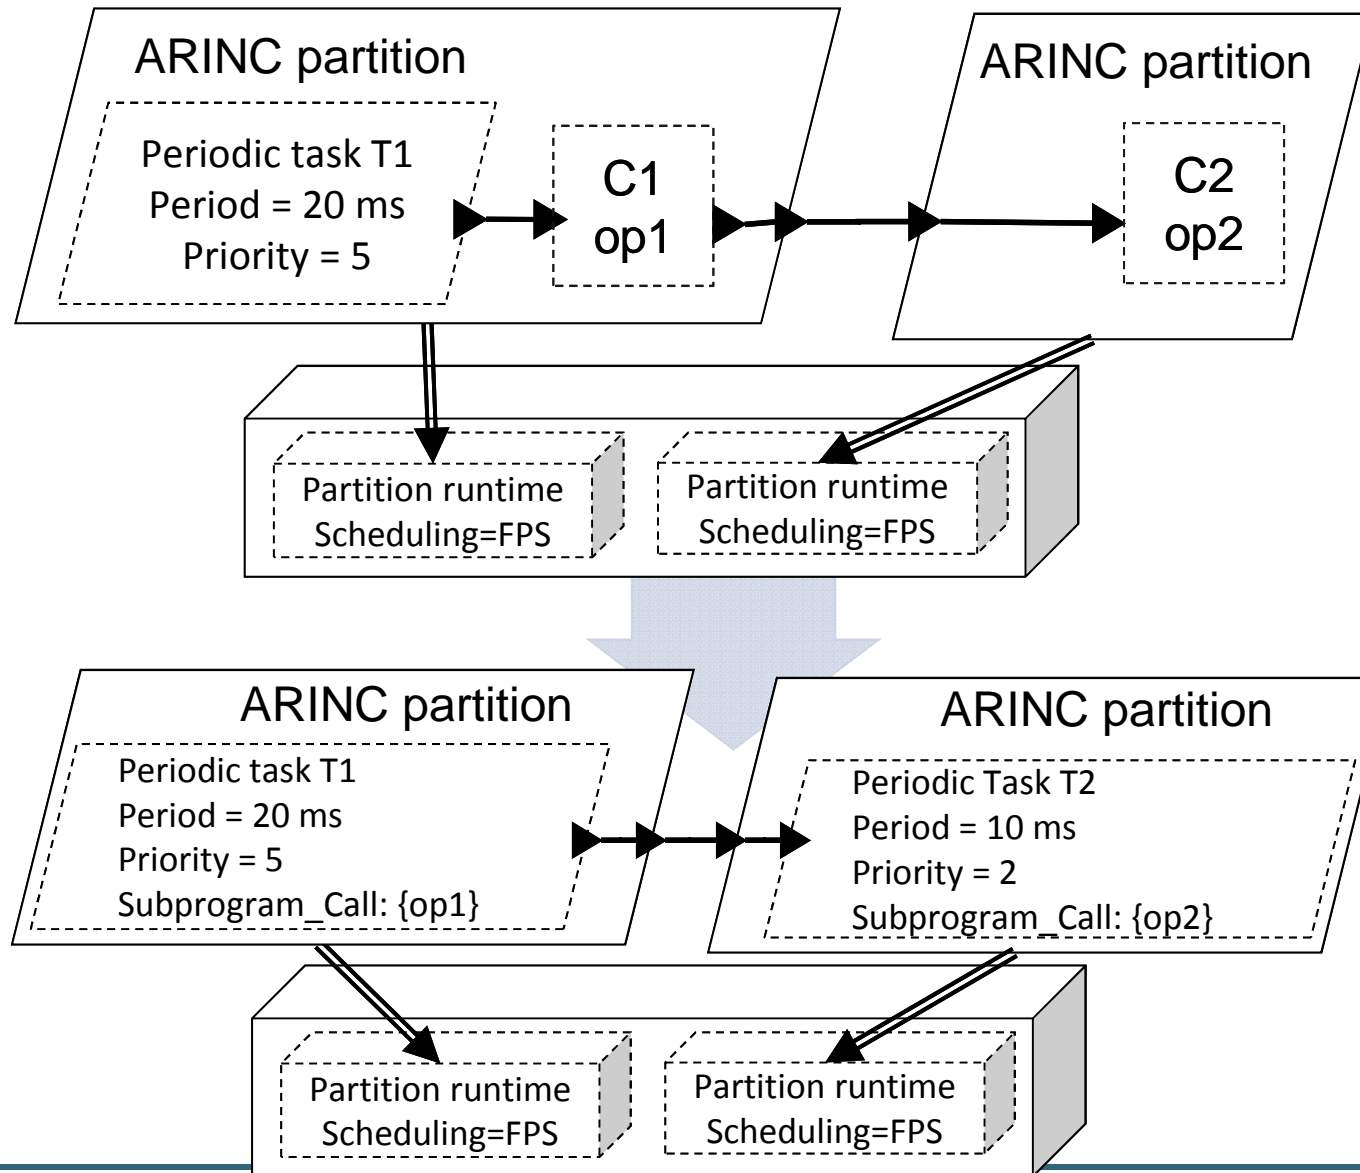 ARINC partition
Periodic task T1
Period = 20 ms
Priority = 5
C1
op1
ARINC partition
C2
op2
Partition runtime
Scheduling=FPS
Partition runtime
Scheduling=FPS
ARINC partition
Periodic task T1
Period = 20 ms
Priority = 5
Subprogram_Call: {op1}
ARINC partition
Periodic Task T2
Period = 10 ms
Priority = 2
Subprogram_Call: {op2}
Partition runtime
Scheduling=FPS
Partition runtime
Scheduling=FPS